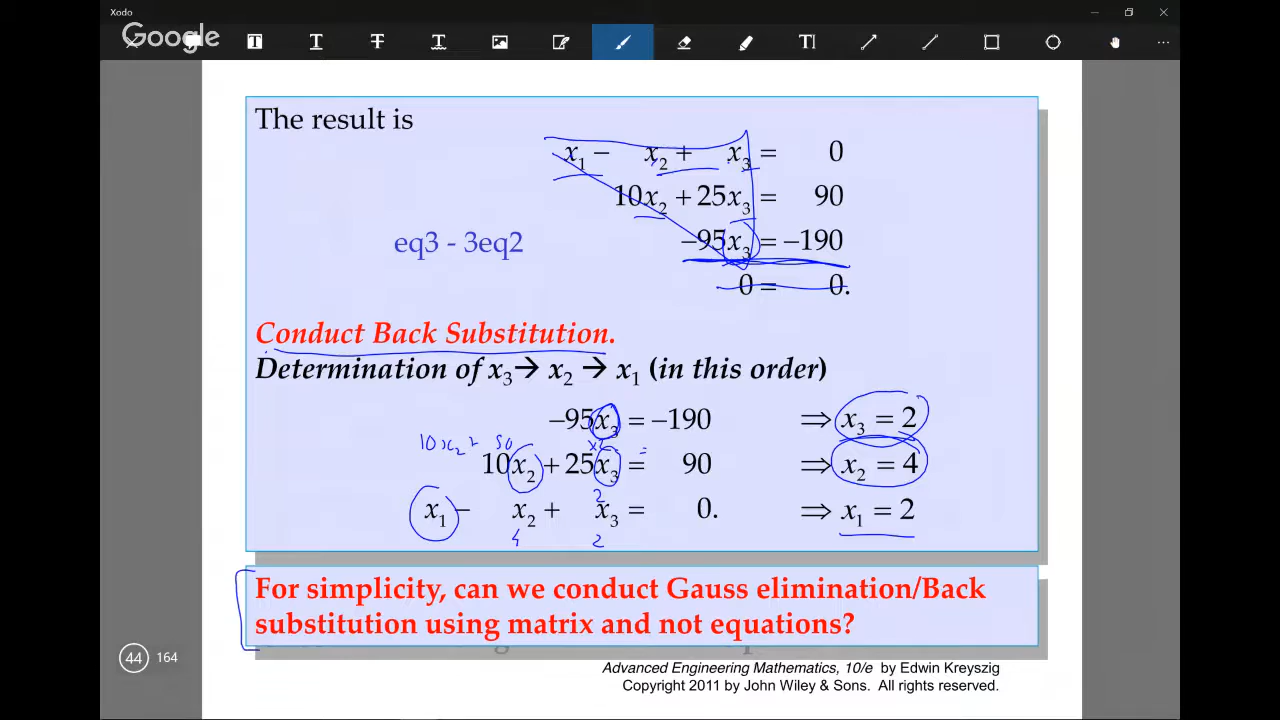 Xodo
Google
The result is
x₁ − x₂ + x₃ = 0
10x₂ + 25x₃ = 90
eq3 - 3eq2
−95x₃ = −190
0 = 0.
Conduct Back Substitution.
Determination of x₃→ x₂ → x₁ (in this order)
−95x₃ = −190 ⇒ x₃ = 2
10x₂ = 50
10x₂ + 25x₃ = 90 ⇒ x₂ = 4
2
x₁ − x₂ + x₃ = 0. ⇒ x₁ = 2
4 2
For simplicity, can we conduct Gauss elimination/Back
substitution using matrix and not equations?
44 164
Advanced Engineering Mathematics, 10/e by Edwin Kreyszig
Copyright 2011 by John Wiley & Sons. All rights reserved.